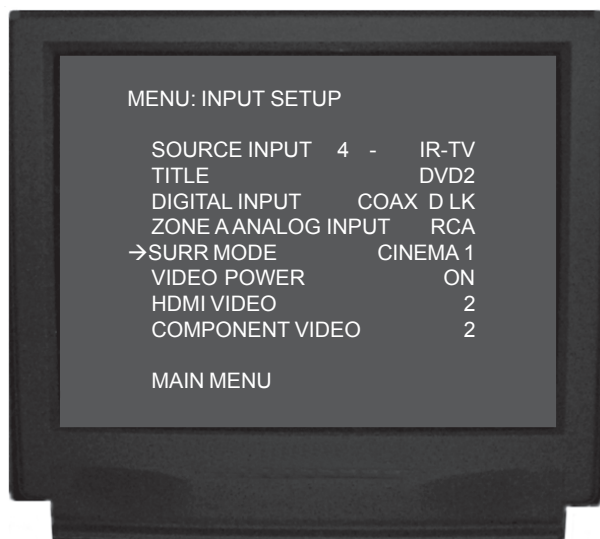 MENU: INPUT SETUP
SOURCE INPUT 4 - IR-TV
TITLE DVD2
DIGITAL INPUT COAX D LK
ZONE A ANALOG INPUT RCA
→SURR MODE CINEMA 1
VIDEO POWER ON
HDMI VIDEO 2
COMPONENT VIDEO 2
MAIN MENU